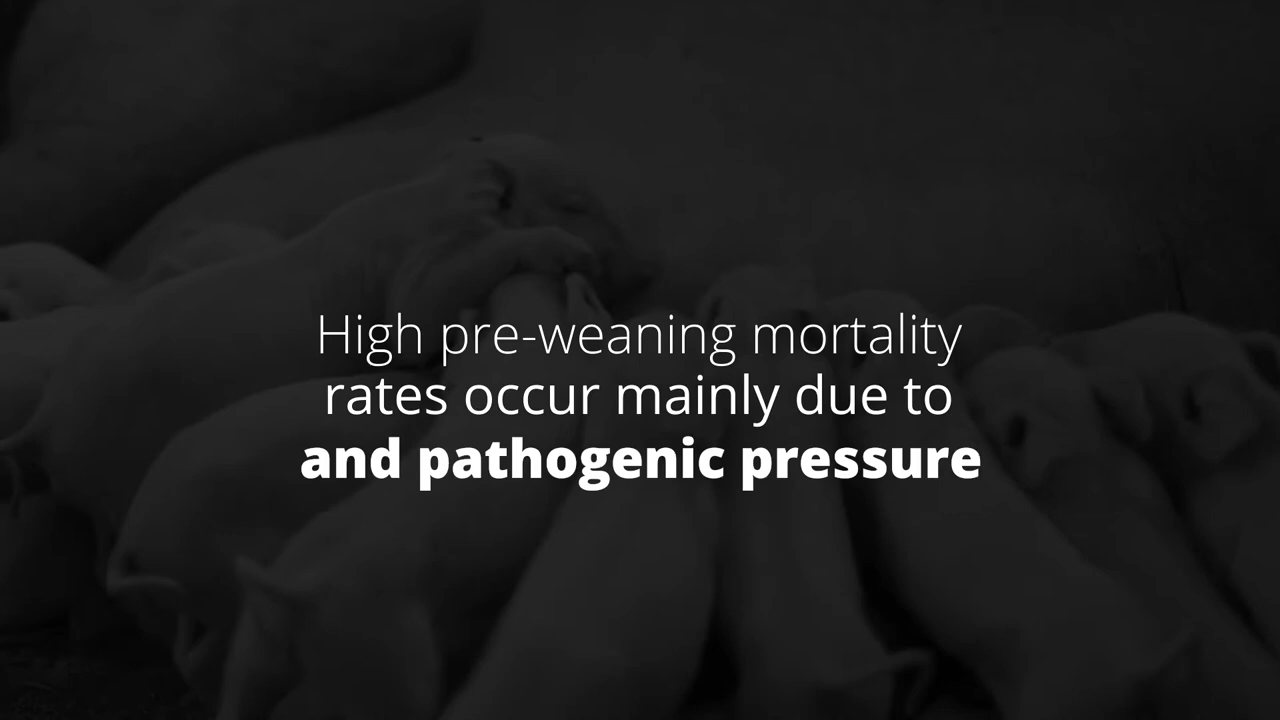 High pre-weaning mortality
rates occur mainly due to
and pathogenic pressure